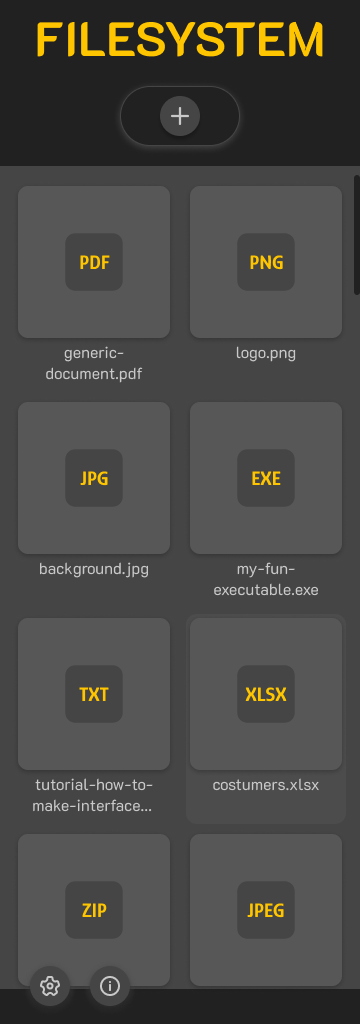 FILESYSTEM
PDF
PNG
generic-
document.pdf
logo.png
JPG
EXE
background.jpg
my-fun-
executable.exe
TXT
XLSX
tutorial-how-to-
make-interface...
costumers.xlsx
ZIP
JPEG